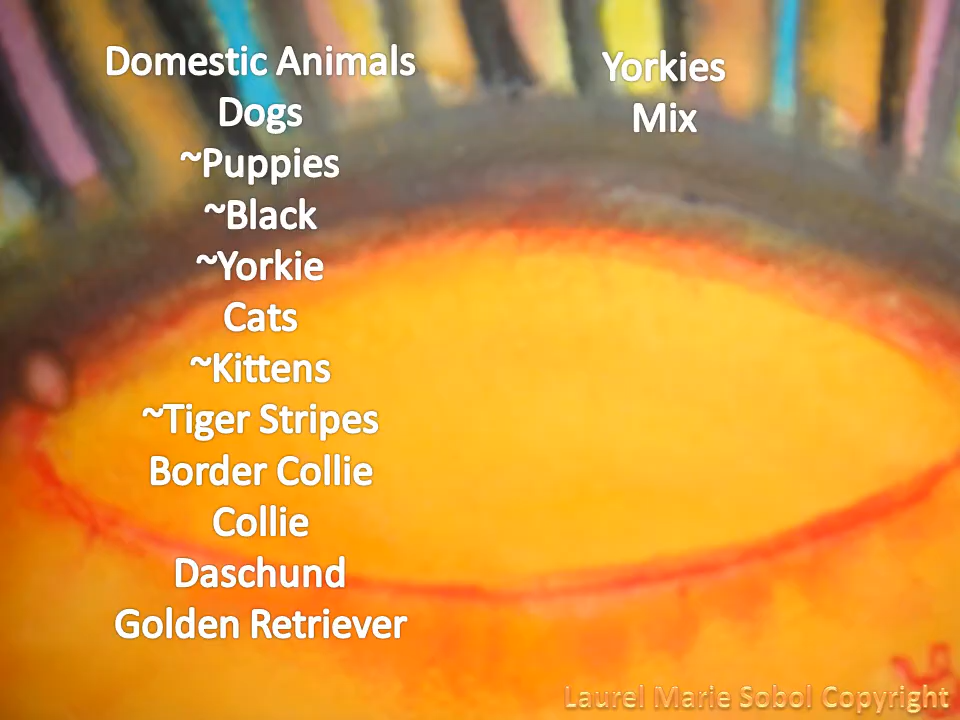 Domestic Animals
Dogs
~Puppies
~Black
~Yorkie
Cats
~Kittens
~Tiger Stripes
Border Collie
Collie
Daschund
Golden Retriever
Yorkies
Mix
Laurel Marie Sobol Copyright